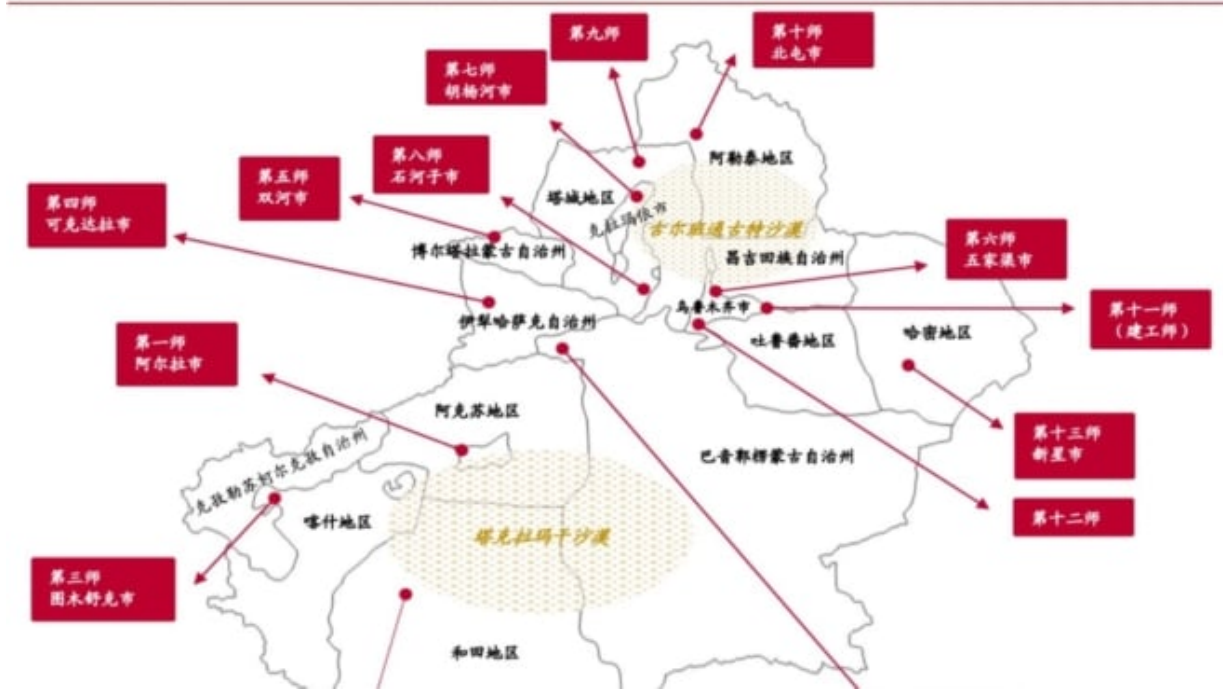 第九师
第十师
北屯市
第七师
胡杨河市
第八师
石河子市
第五师
双河市
第四师
可克达拉市
阿勒泰地区
塔城地区
克拉玛依市
古尔班通古特沙漠
博尔塔拉蒙古自治州
昌吉回族自治州
第六师
五家渠市
乌鲁木齐市
第十一师
（建工师）
伊犁哈萨克自治州
吐鲁番地区
哈密地区
第一师
阿尔拉市
阿克苏地区
第十三师
新星市
巴音郭楞蒙古自治州
克孜勒苏柯尔克孜自治州
喀什地区
第十二师
塔克拉玛干沙漠
第三师
图木舒克市
和田地区